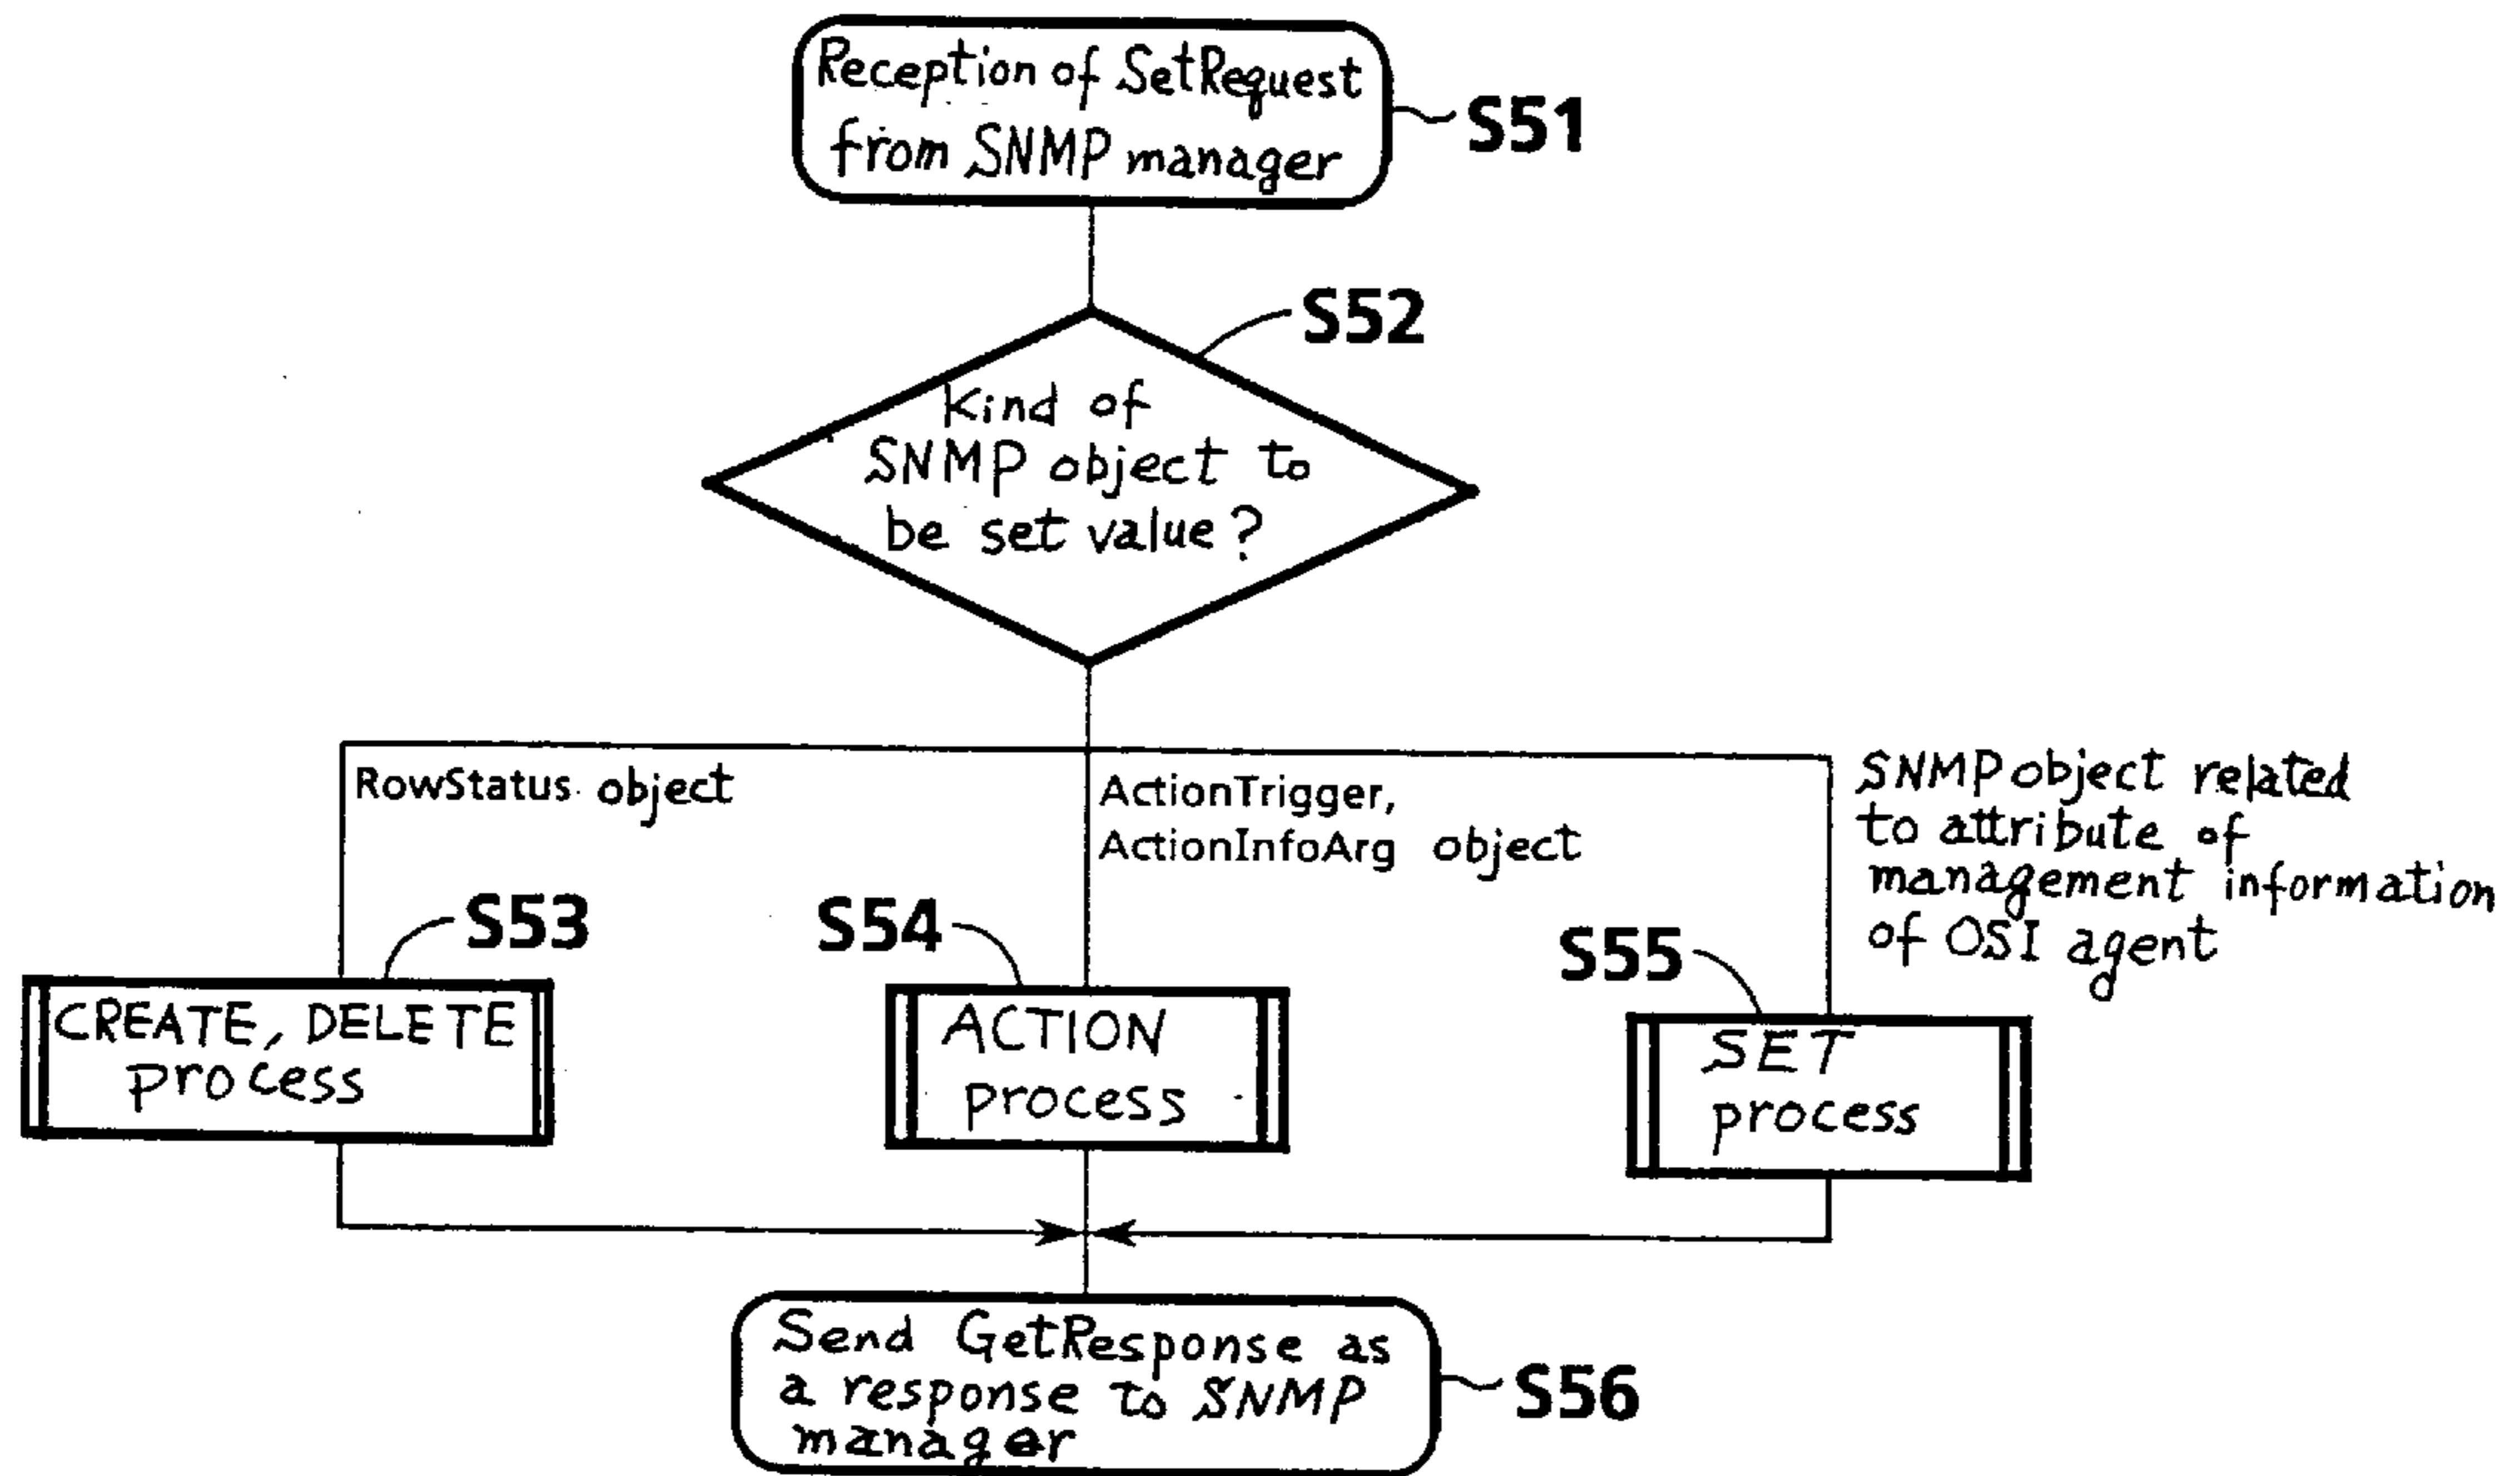 Reception of SetRequest
from SNMP manager
S51
S52
Kind of
SNMP object to
be set value?
RowStatus object
ActionTrigger,
ActionInfoArg object
SNMP object related
to attribute of
management information
of OSI agent
S53
S54
S55
CREATE, DELETE
process
ACTION
process
SET
process
Send GetResponse as
a response to SNMP
manager
S56